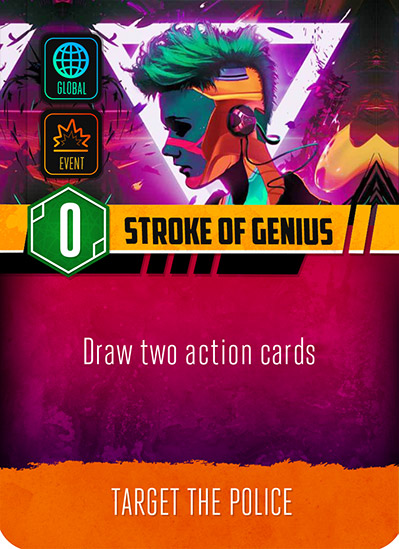 GLOBAL
EVENT
0
STROKE OF GENIUS
Draw two action cards
TARGET THE POLICE